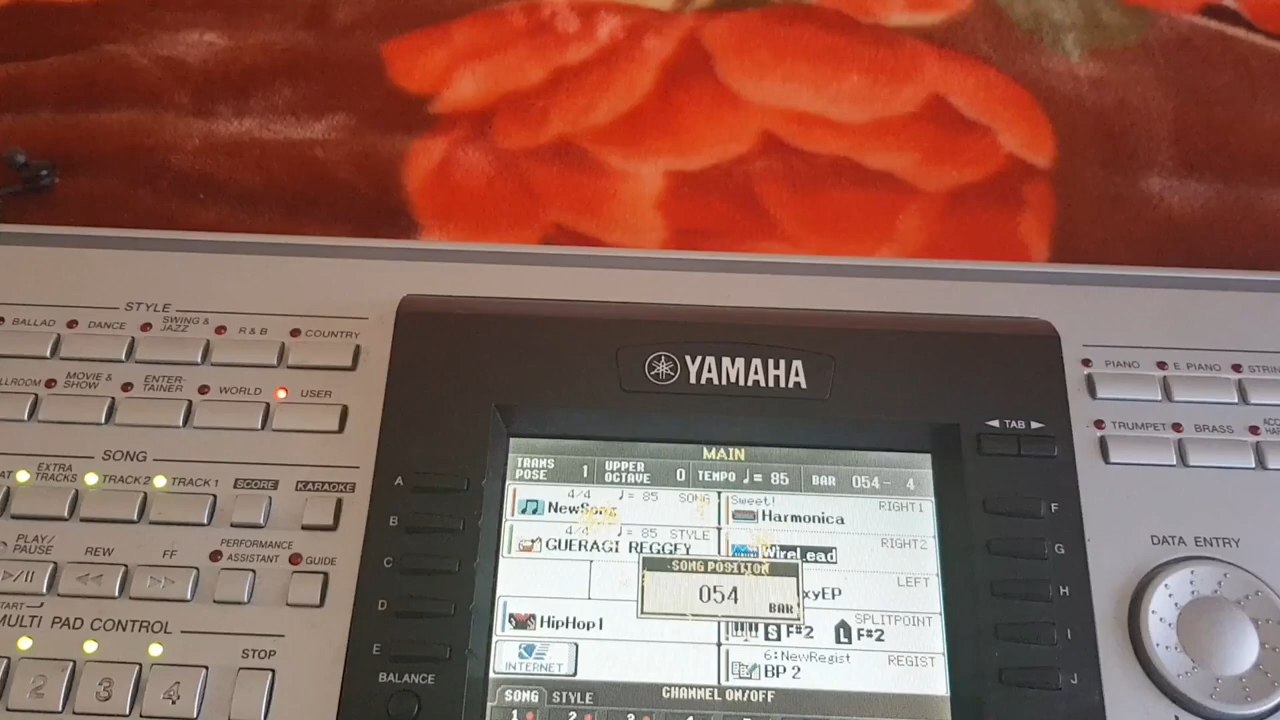 STYLE
BALLAD
DANCE
SWING &
JAZZ
R & B
COUNTRY
MOVIE &
SHOW
ENTER-
TAINER
WORLD
USER
SONG
EXTRA
TRACKS
TRACK 2
TRACK 1
SCORE
KARAOKE
PLAY/
PAUSE
REW
FF
PERFORMANCE
ASSISTANT
GUIDE
MULTI PAD CONTROL
STOP
2
3
4
A
B
C
D
E
BALANCE
YAMAHA
MAIN
TRANS
POSE
1
UPPER
OCTAVE
0
TEMPO ♩= 85
BAR 054- 4
4/4 ♩= 85 SONG
NewSong
4/4 ♩= 85 STYLE
GUERAGI REGGEY
HipHop1
INTERNET
Sweet!
RIGHT1
Harmonica
RIGHT2
WireLead
LEFT
xyEP
SONG POSITION
054
BAR
SPLITPOINT
S F#2 L F#2
6:NewRegist
REGIST
BP 2
SONG STYLE
CHANNEL ON/OFF
TAB
F
G
H
I
J
PIANO
E. PIANO
TRUMPET
BRASS
DATA ENTRY